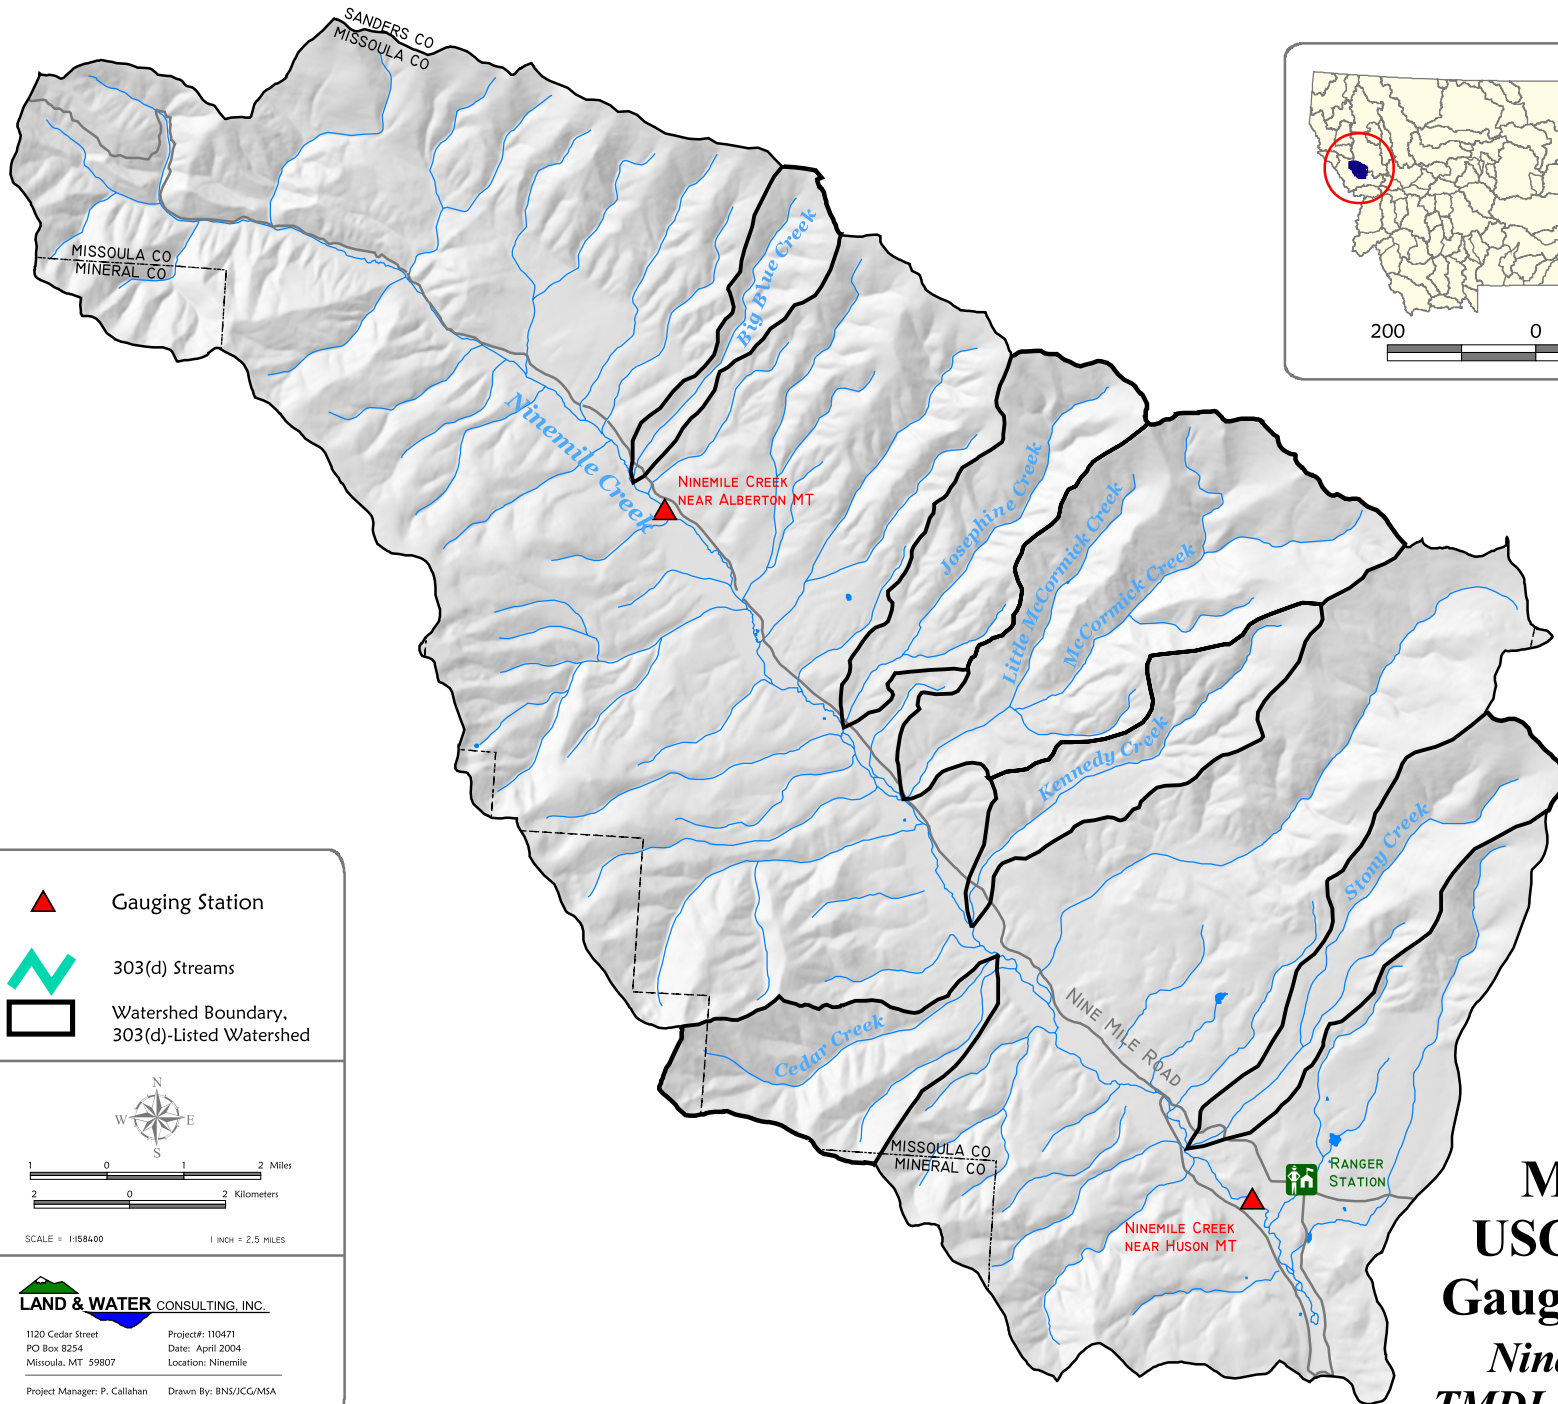 SANDERS CO
MISSOULA CO
MISSOULA CO
MINERAL CO
Big Blue Creek
Ninemile Creek
NINEMILE CREEK
NEAR ALBERTON MT
Josephine Creek
Little McCormick Creek
McCormick Creek
Kennedy Creek
Stony Creek
Cedar Creek
NINE MILE ROAD
MISSOULA CO
MINERAL CO
RANGER
STATION
NINEMILE CREEK
NEAR HUSON MT
200 0
Gauging Station
303(d) Streams
Watershed Boundary,
303(d)-Listed Watershed
N
W E
S
1 0 1 2 Miles
2 0 2 Kilometers
SCALE = 1:158400 1 INCH = 2.5 MILES
LAND & WATER CONSULTING, INC.
1120 Cedar Street Project#: 110471
PO Box 8254 Date: April 2004
Missoula, MT 59807 Location: Ninemile
Project Manager: P. Callahan Drawn By: BNS/JCG/MSA
M
Gaug
TMDL